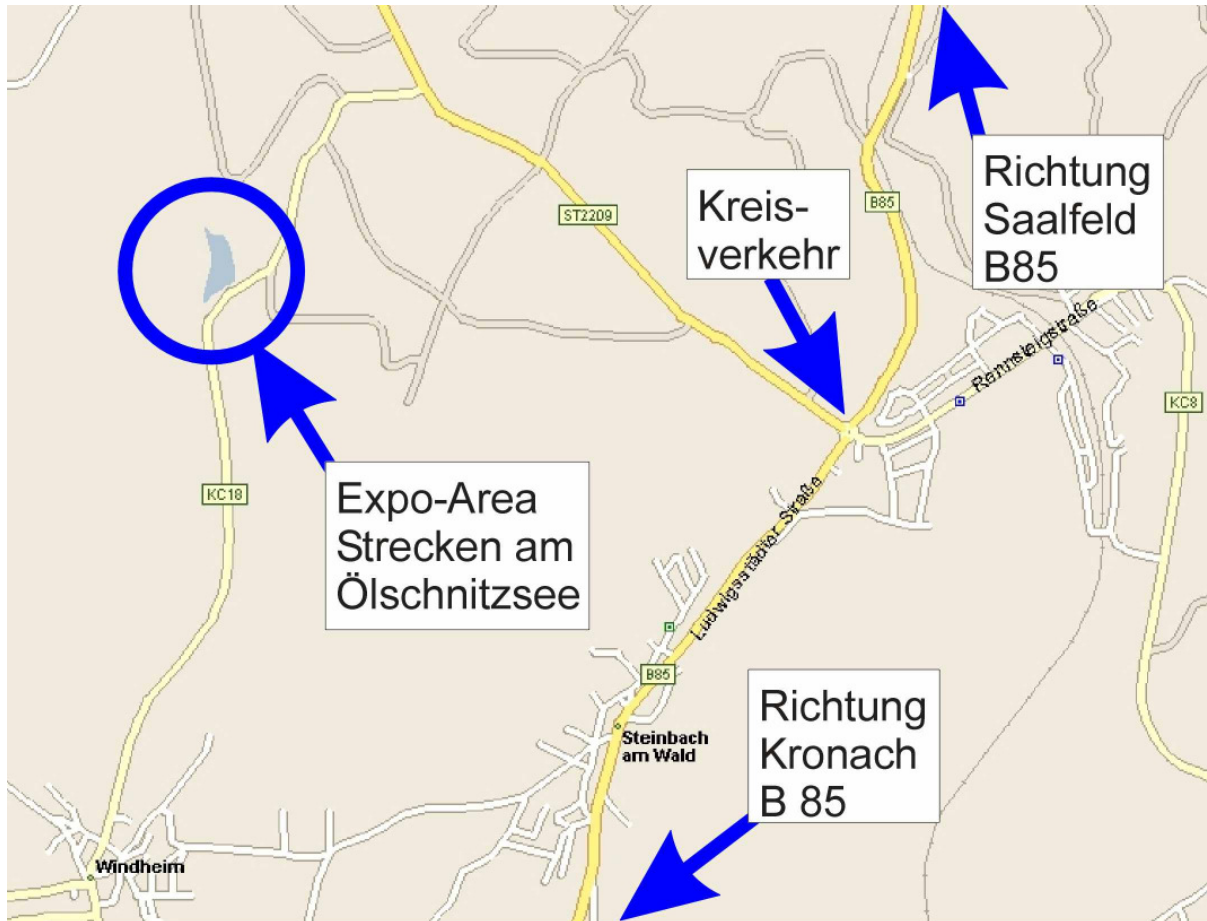 Richtung
Saalfeld
B85
Kreis-
verkehr
B85
ST2209
Rennsteigstraße
KC8
KC18
Expo-Area
Strecken am
Ölschnitzsee
Ludwigsstädter Straße
B85
Steinbach
am Wald
Richtung
Kronach
B 85
Windheim